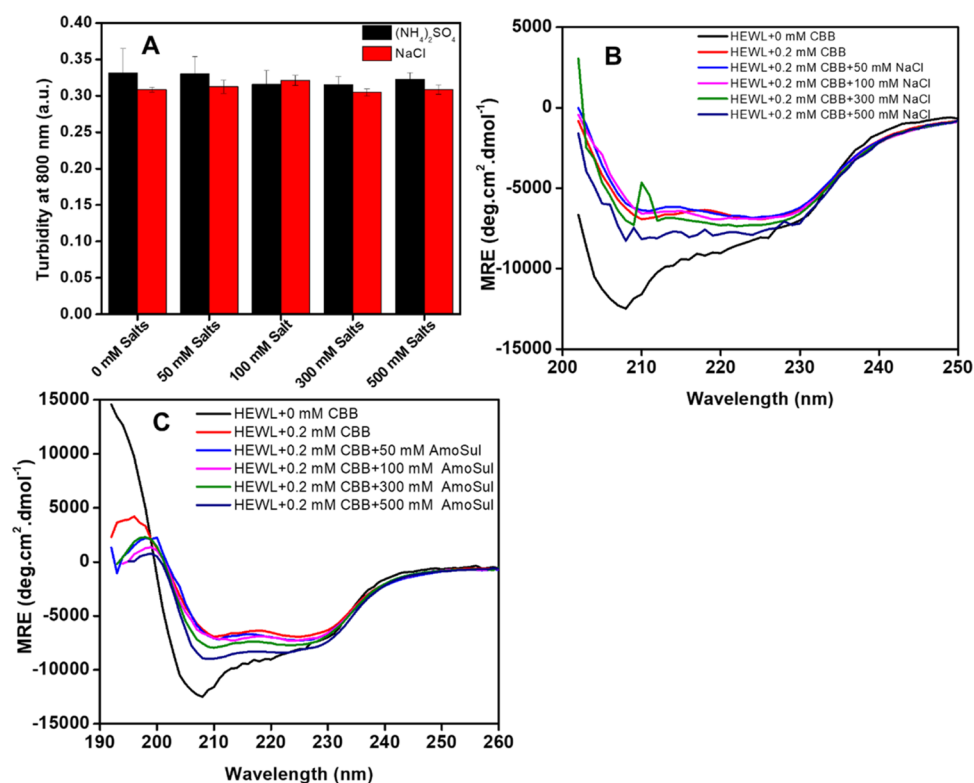 A
(NH4)2SO4
NaCl
Turbidity at 800 nm (a.u.)
0.40
0.35
0.30
0.25
0.20
0.15
0.10
0.05
0.00
0 mM Salts
50 mM Salts
100 mM Salt
300 mM Salts
500 mM Salts
B
HEWL+0 mM CBB
HEWL+0.2 mM CBB
HEWL+0.2 mM CBB+50 mM NaCl
HEWL+0.2 mM CBB+100 mM NaCl
HEWL+0.2 mM CBB+300 mM NaCl
HEWL+0.2 mM CBB+500 mM NaCl
MRE (deg.cm2.dmol-1)
5000
0
-5000
-10000
-15000
200 210 220 230 240 250
Wavelength (nm)
C
HEWL+0 mM CBB
HEWL+0.2 mM CBB
HEWL+0.2 mM CBB+50 mM AmoSul
HEWL+0.2 mM CBB+100 mM AmoSul
HEWL+0.2 mM CBB+300 mM AmoSul
HEWL+0.2 mM CBB+500 mM AmoSul
MRE (deg.cm2.dmol-1)
15000
10000
5000
0
-5000
-10000
-15000
190 200 210 220 230 240 250 260
Wavelength (nm)